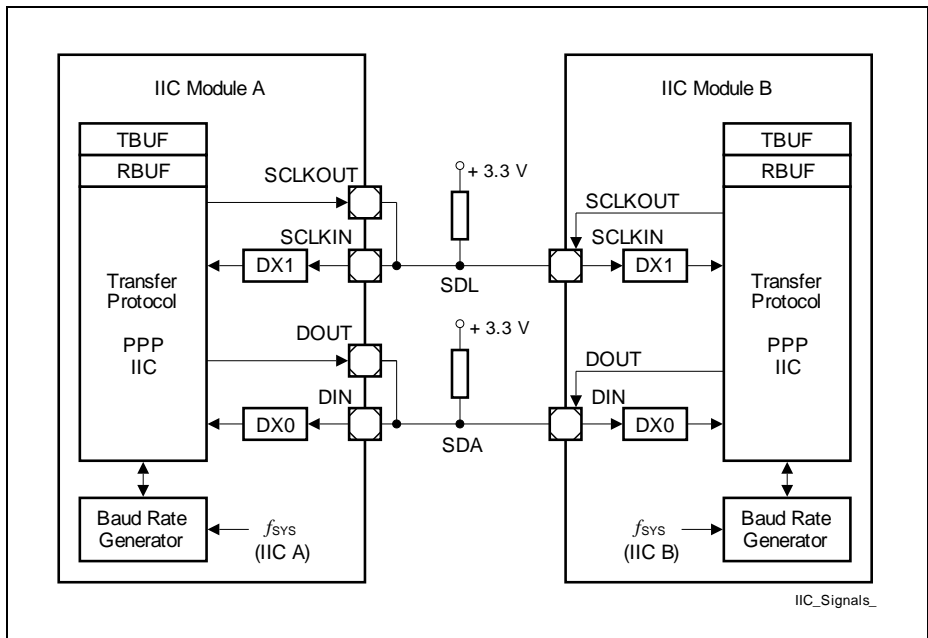 IIC Module A
TBUF
RBUF
Transfer
Protocol
PPP
IIC
SCLKOUT
SCLKIN
DX1
DOUT
DIN
DX0
Baud Rate
Generator
fSYS
(IIC A)
+ 3.3 V
SDL
+ 3.3 V
SDA
IIC Module B
TBUF
RBUF
SCLKOUT
SCLKIN
DX1
Transfer
Protocol
PPP
IIC
DOUT
DIN
DX0
fSYS
(IIC B)
Baud Rate
Generator
IIC_Signals_